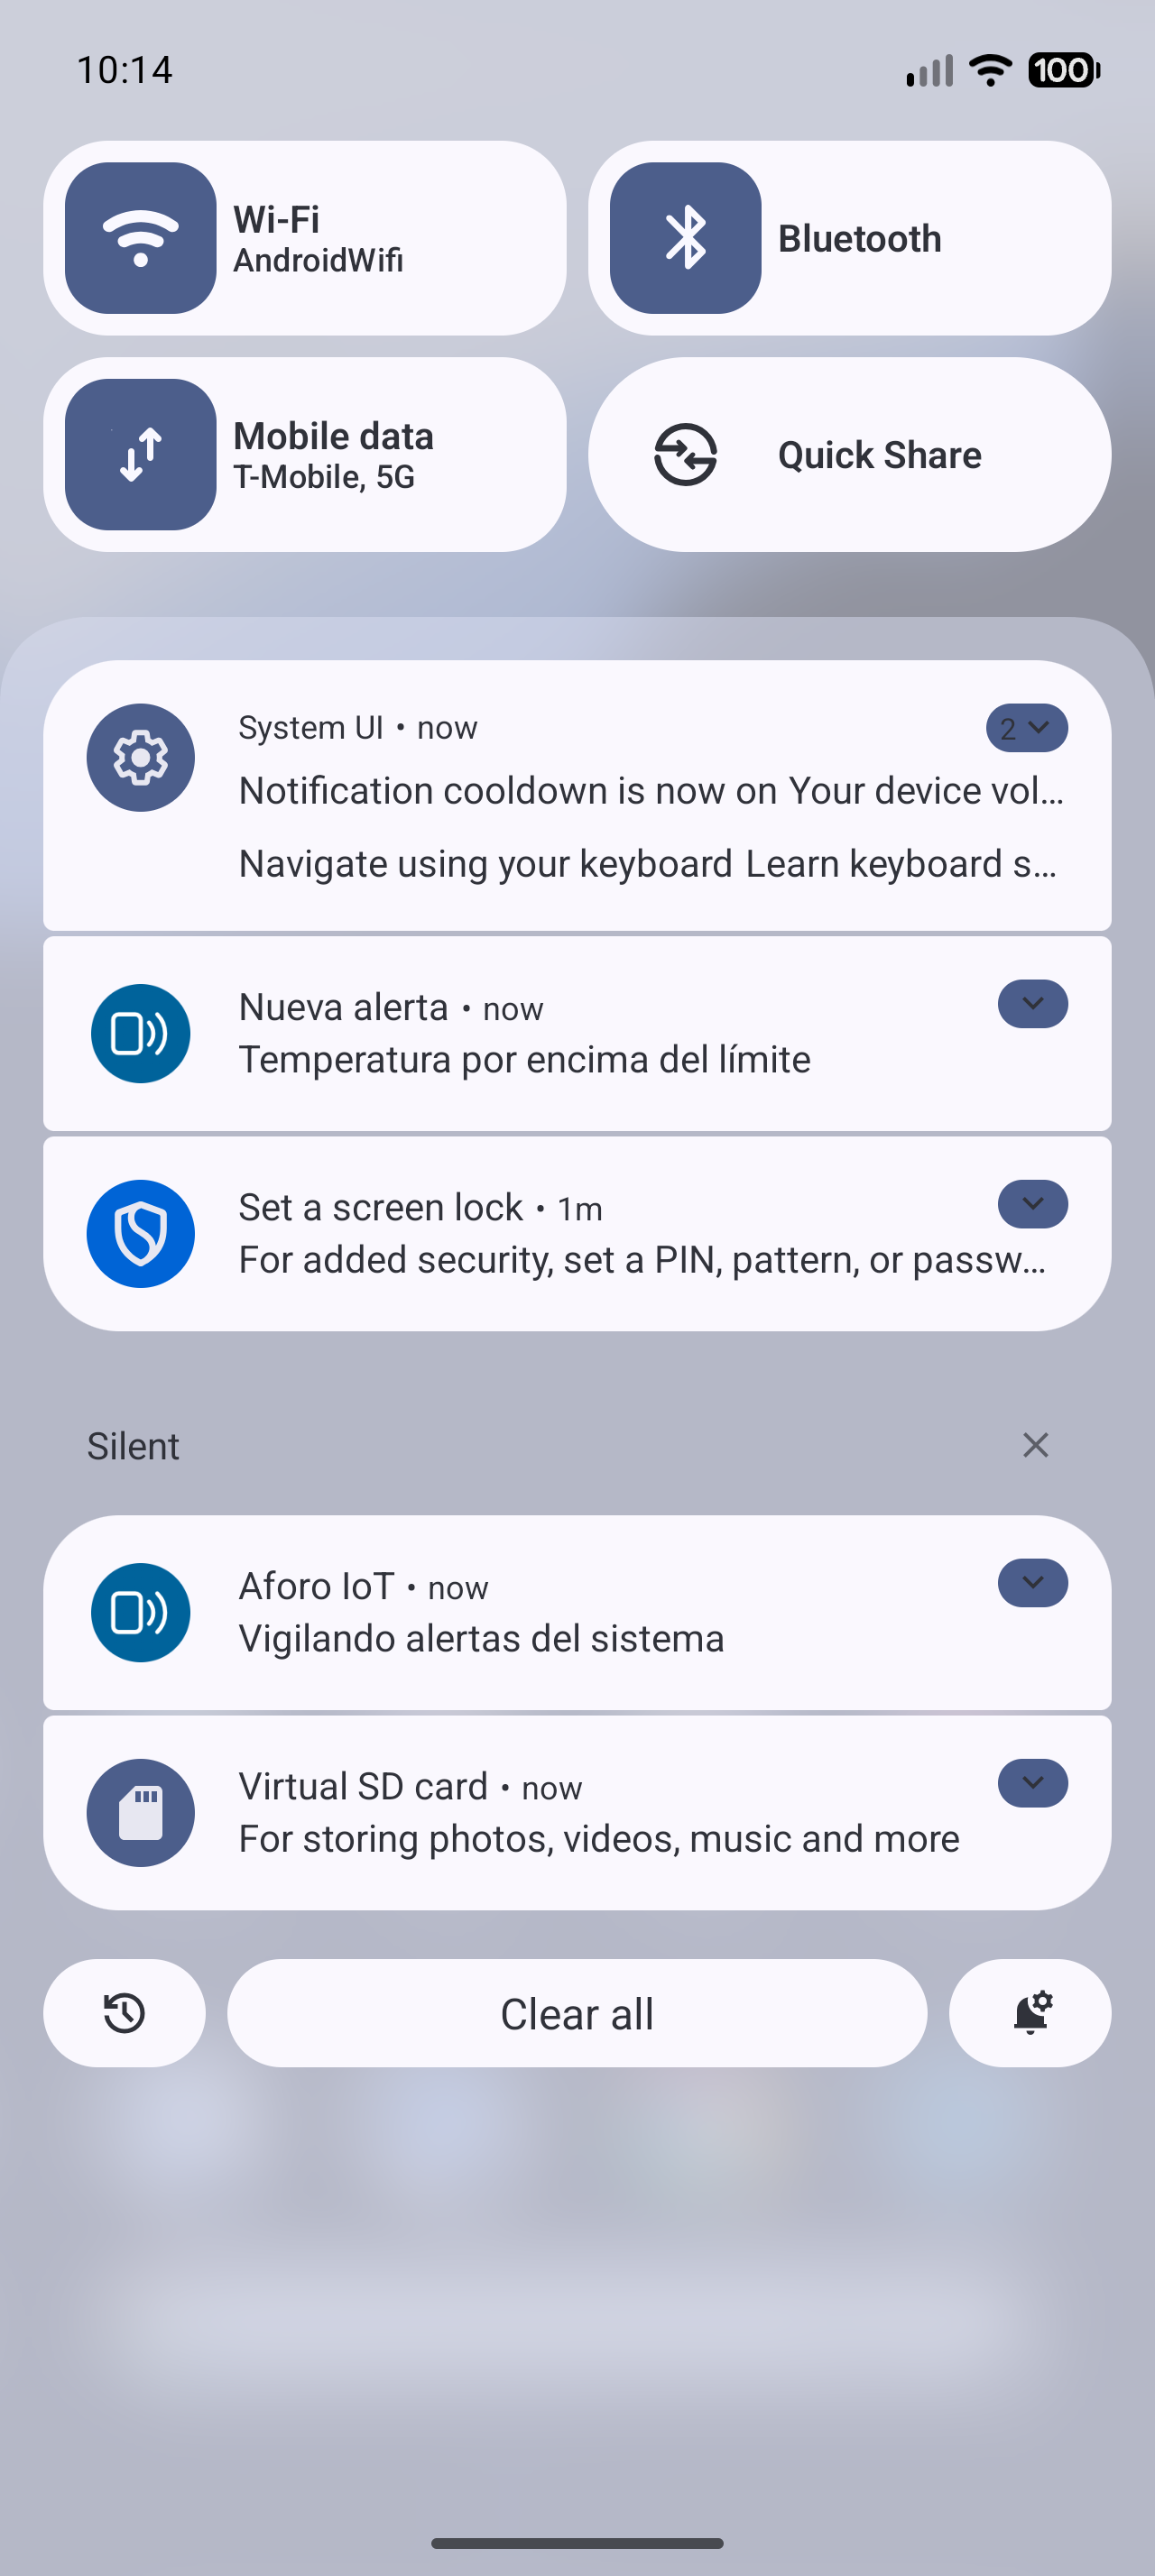 10:14
100
Wi-Fi
AndroidWifi
Bluetooth
Mobile data
T-Mobile, 5G
Quick Share
System UI • now
2
Notification cooldown is now on Your device vol...
Navigate using your keyboard Learn keyboard s...
Nueva alerta • now
Temperatura por encima del límite
Set a screen lock • 1m
For added security, set a PIN, pattern, or passw...
Silent
Aforo IoT • now
Vigilando alertas del sistema
Virtual SD card • now
For storing photos, videos, music and more
Clear all